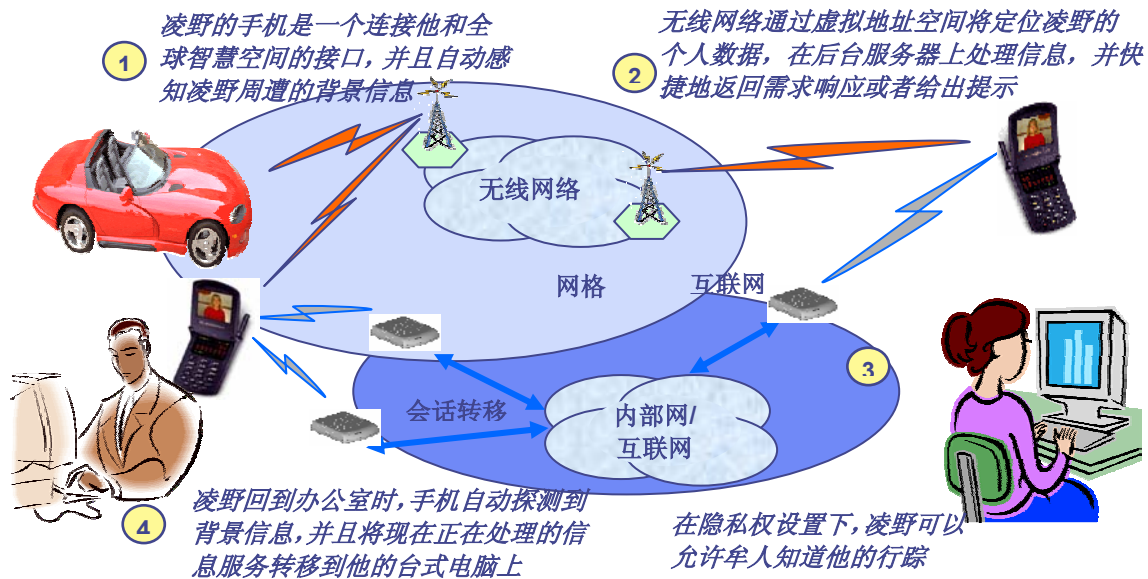 1
凌野的手机是一个连接他和全
球智慧空间的接口，并且自动感
知凌野周遭的背景信息
2
无线网络通过虚拟地址空间将定位凌野的
个人数据，在后台服务器上处理信息，并快
捷地返回需求响应或者给出提示
无线网络
网格
互联网
3
会话转移
内部网/
互联网
4
凌野回到办公室时，手机自动探测到
背景信息，并且将现在正在处理的信
息服务转移到他的台式电脑上
在隐私权设置下，凌野可以
允许牟人知道他的行踪